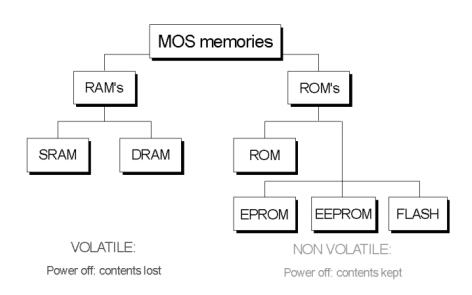 MOS memories
RAM's ROM's
SRAM DRAM ROM
EPROM EEPROM FLASH
VOLATILE: NON VOLATILE:
Power off: contents lost Power off: contents kept